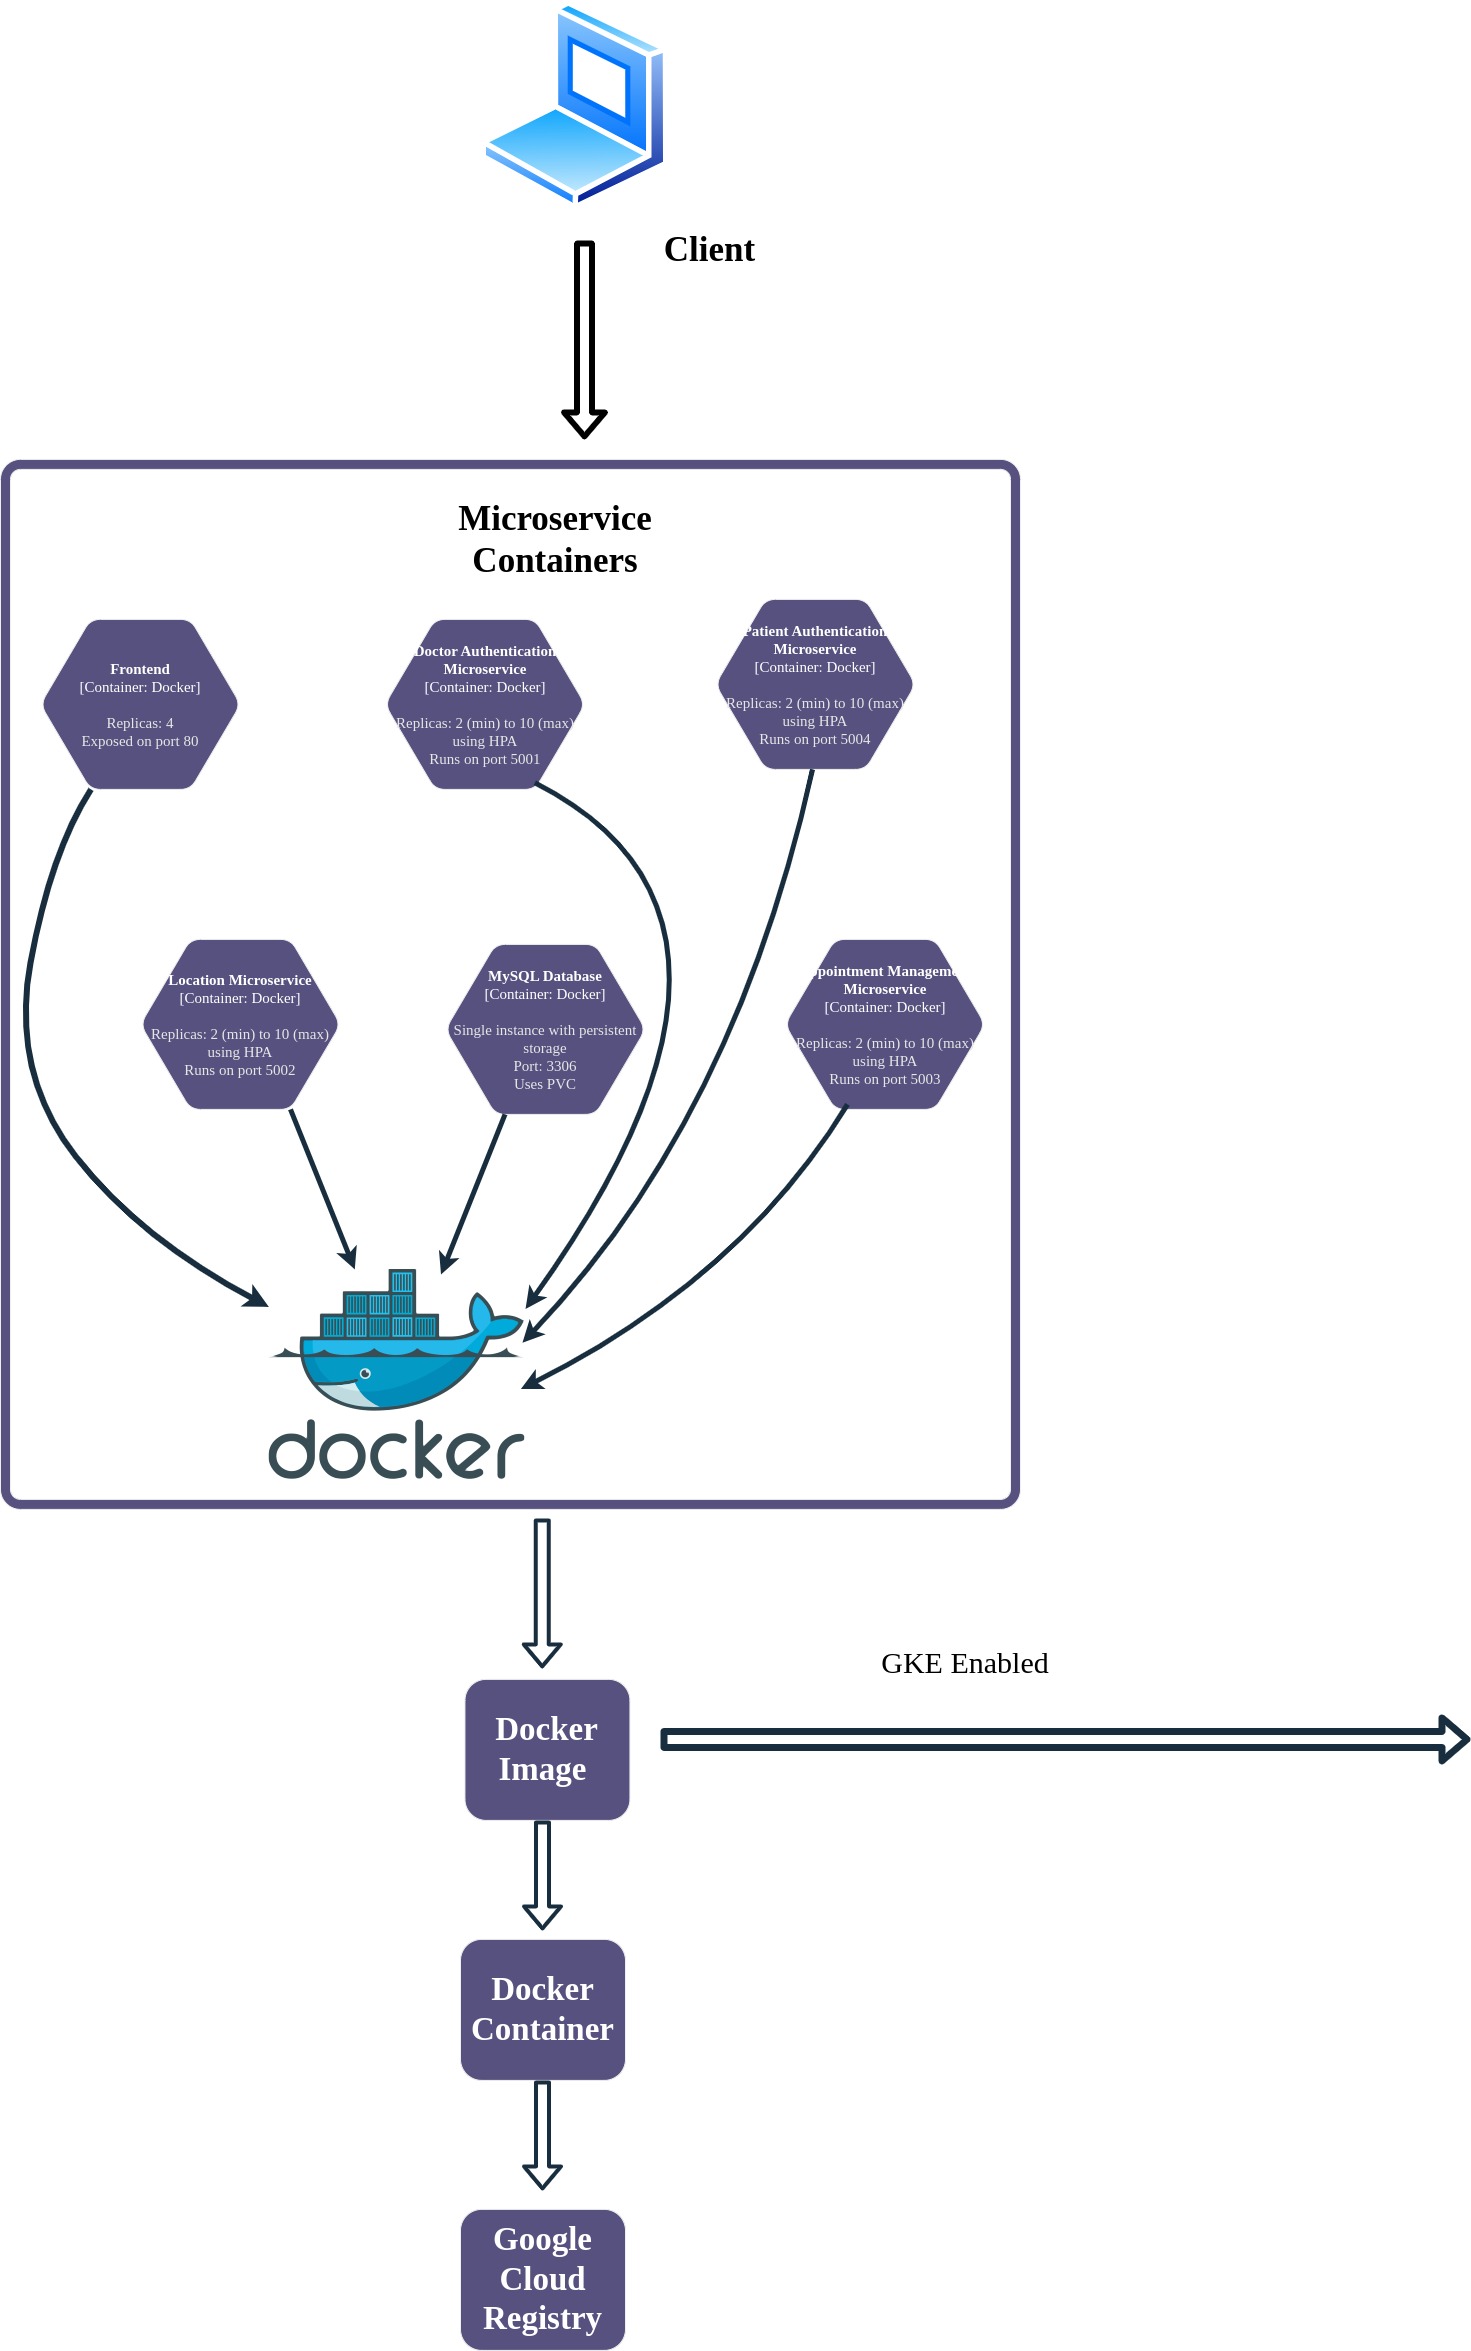 Client
Microservice
Containers
Frontend
[Container: Docker]
Replicas: 4
Exposed on port 80
Doctor Authentication
Microservice
[Container: Docker]
Replicas: 2 (min) to 10 (max)
using HPA
Runs on port 5001
Patient Authentication
Microservice
[Container: Docker]
Replicas: 2 (min) to 10 (max)
using HPA
Runs on port 5004
Location Microservice
[Container: Docker]
Replicas: 2 (min) to 10 (max)
using HPA
Runs on port 5002
MySQL Database
[Container: Docker]
Single instance with persistent
storage
Port: 3306
Uses PVC
Microservice
[Container: Docker]
Replicas: 2 (min) to 10 (max)
using HPA
Runs on port 5003
docker
GKE Enabled
Docker
Image
Docker
Container
Google
Cloud
Registry